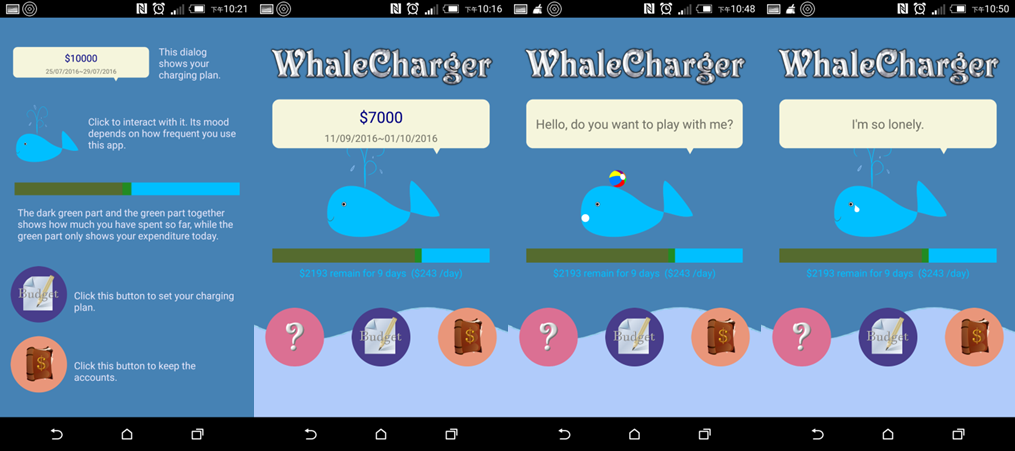 下午10:21
$10000
25/07/2016~29/07/2016
This dialog
shows your
charging plan.
Click to interact with it. Its mood
depends on how frequent you use
this app.
The dark green part and the green part together
shows how much you have spent so far, while the
green part only shows your expenditure today.
Budget
Click this button to set your charging
plan.
$
Click this button to keep the
accounts.
下午10:16
WhaleCharger
$7000
11/09/2016~01/10/2016
$2193 remain for 9 days ($243 /day)
?
Budget
$
下午10:48
WhaleCharger
Hello, do you want to play with me?
$2193 remain for 9 days ($243 /day)
?
Budget
$
下午10:50
WhaleCharger
I'm so lonely.
$2193 remain for 9 days ($243 /day)
?
Budget
$